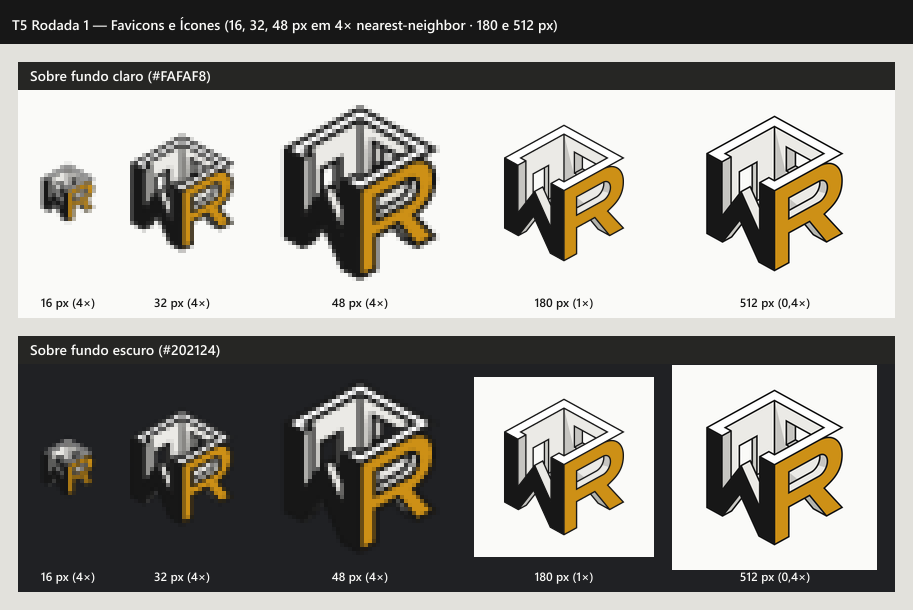 T5 Rodada 1 — Favicons e Ícones (16, 32, 48 px em 4× nearest-neighbor · 180 e 512 px)
Sobre fundo claro (#FAFAF8)
R R R R R
16 px (4×) 32 px (4×) 48 px (4×) 180 px (1×) 512 px (0,4×)
Sobre fundo escuro (#202124)
R R R R R
16 px (4×) 32 px (4×) 48 px (4×) 180 px (1×) 512 px (0,4×)